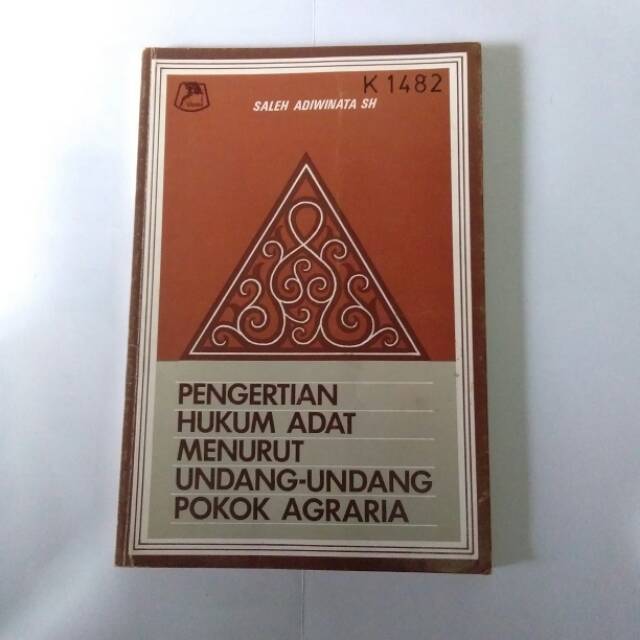 K 1482
SALEH ADIWINATA SH
PENGERTIAN
HUKUM ADAT
MENURUT
UNDANG-UNDANG
POKOK AGRARIA